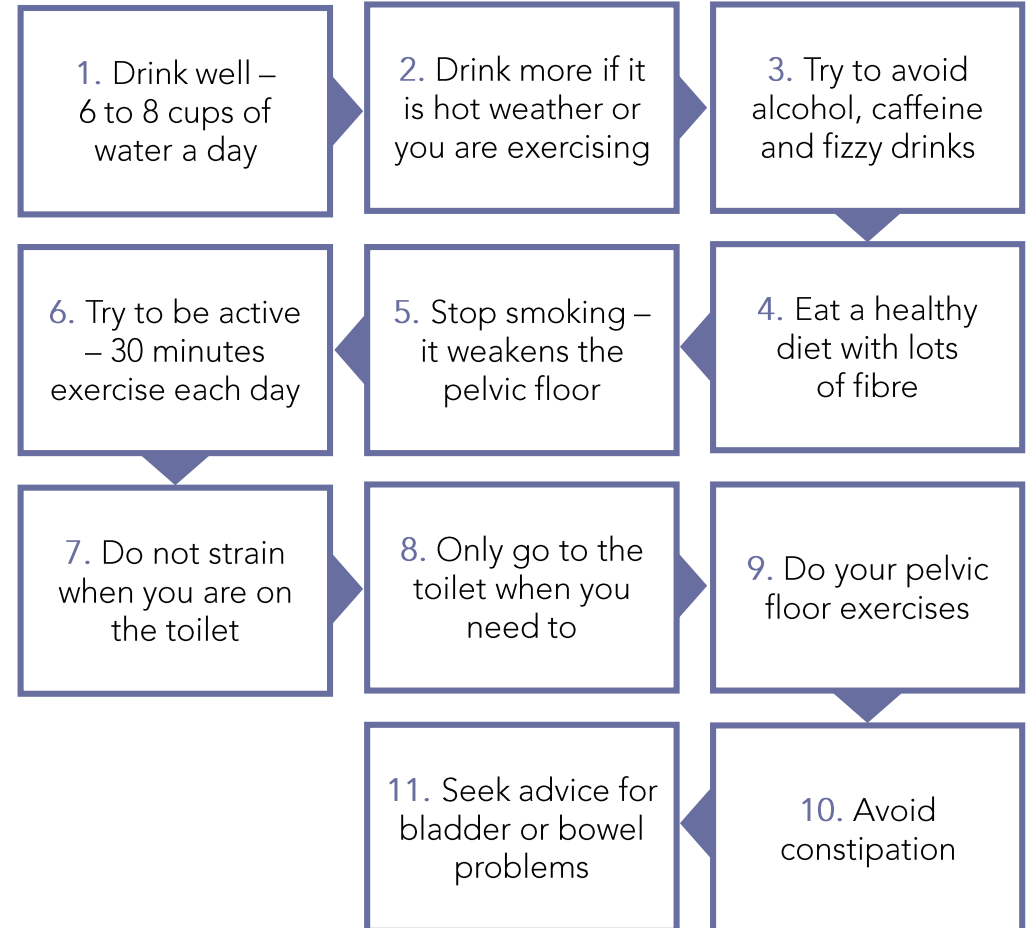 1. Drink well –
6 to 8 cups of
water a day
2. Drink more if it
is hot weather or
you are exercising
3. Try to avoid
alcohol, caffeine
and fizzy drinks
4. Eat a healthy
diet with lots
of fibre
5. Stop smoking –
it weakens the
pelvic floor
6. Try to be active
– 30 minutes
exercise each day
7. Do not strain
when you are on
the toilet
8. Only go to the
toilet when you
need to
9. Do your pelvic
floor exercises
10. Avoid
constipation
11. Seek advice for
bladder or bowel
problems